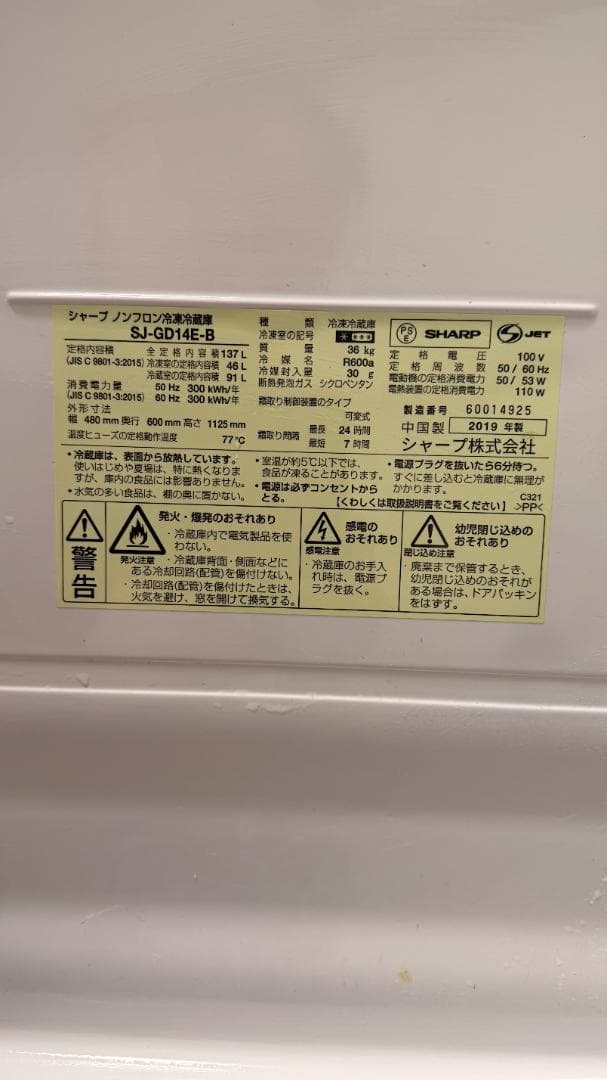 シャープ ノンフロン冷凍冷蔵庫
SJ-GD14E-B
定格内容積 全定格内容積 137 L
(JIS C 9801-3:2015) 冷凍室の定格内容積 46 L
冷蔵室の定格内容積 91 L
消費電力量 50 Hz 300 kWh/年
(JIS C 9801-3:2015) 60 Hz 300 kWh/年
外形寸法
幅 480 mm 奥行 600 mm 高さ 1125 mm
温度ヒューズの定格動作温度 77℃
種類 冷凍冷蔵庫
冷凍室の記号
質量 36 kg
冷媒名 R600a
冷媒封入量 30 g
断熱発泡ガス シクロペンタン
霜取り制御装置のタイプ
可変式
霜取り間隔 最長 24 時間
最短 7 時間
PSE SHARP JET
定格電圧 100 V
定格周波数 50 / 60 Hz
電動機の定格消費電力 50 / 53 W
電熱装置の定格消費電力 110 W
製造番号 60014925
中国製 2019 年製
シャープ株式会社
・冷蔵庫は、表面から放熱しています。
使いはじめや夏場は、特に熱くなりま
すが、庫内の食品には影響ありません。
・水気の多い食品は、棚の奥に置かない。
・室温が約5℃以下では、
食品が凍ることがあります。
・電源は必ずコンセントから
とる。
・電源プラグを抜いたら6分待つ。
すぐに差し込むと冷蔵庫に無理が
かかります。
【くわしくは取扱説明書をご覧ください】
C321
>PP<
警告
発火注意
発火・爆発のおそれあり
・冷蔵庫内で電気製品を使
わない。
・冷蔵庫背面・側面などに
ある冷却回路(配管)を傷付けない。
・冷却回路(配管)を傷付けたときは、
火気を避け、窓を開けて換気する。
感電注意
感電の
おそれあり
・冷蔵庫のお手入
れ時は、電源プ
ラグを抜く。
閉じ込め注意
幼児閉じ込めの
おそれあり
・廃棄まで保管するとき、
幼児閉じ込めのおそれが
ある場合は、ドアパッキン
をはずす。